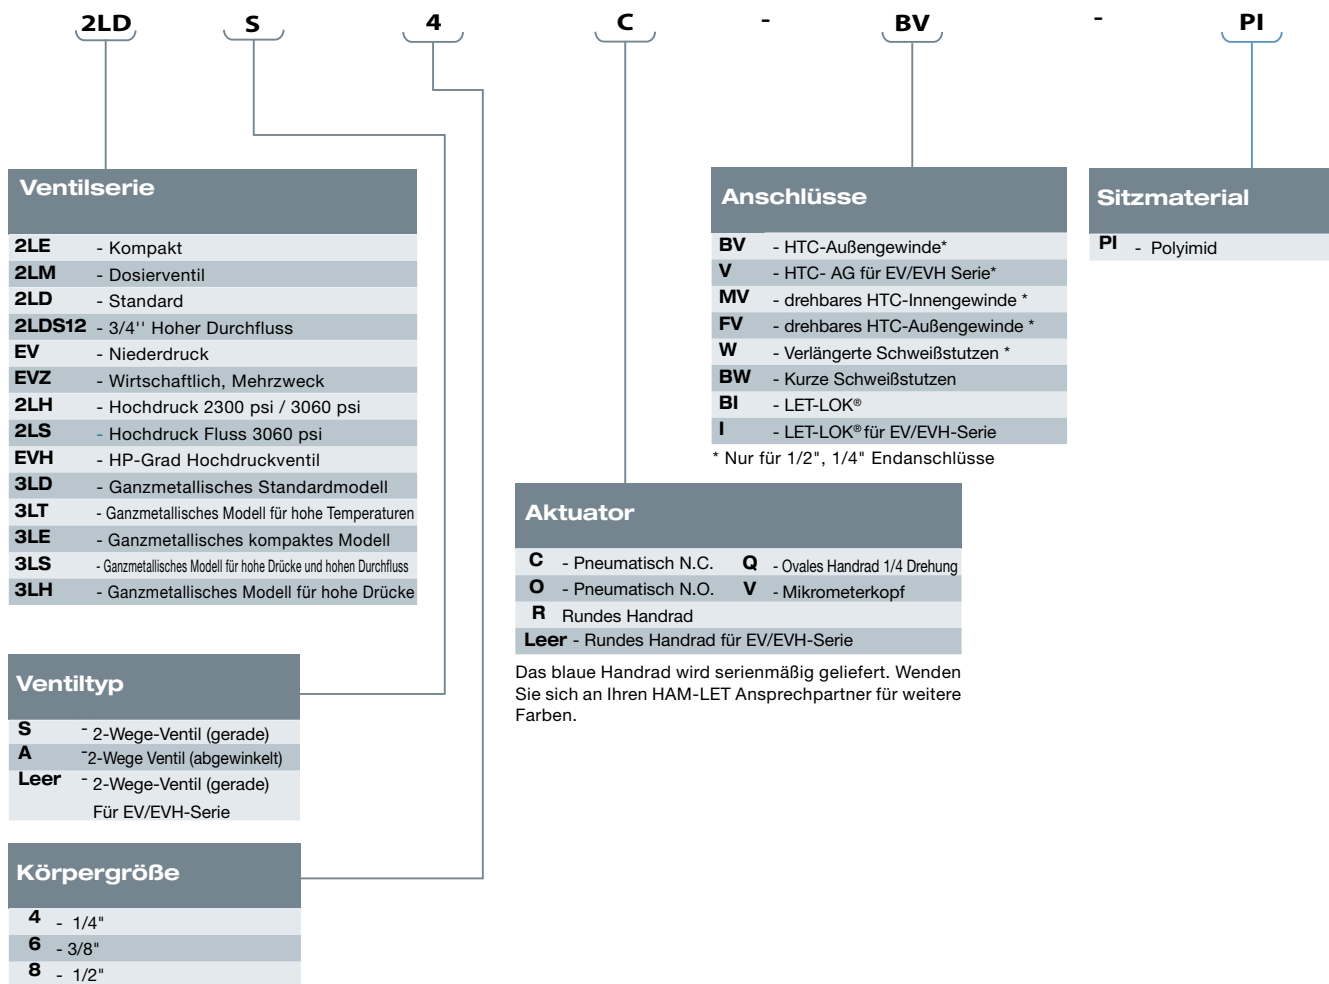 2LD S 4 C - BV - PI
Ventilserie
2LE - Kompakt
2LM - Dosierventil
2LD - Standard
2LDS12 - 3/4'' Hoher Durchfluss
EV - Niederdruck
EVZ - Wirtschaftlich, Mehrzweck
2LH - Hochdruck 2300 psi / 3060 psi
2LS - Hochdruck Fluss 3060 psi
EVH - HP-Grad Hochdruckventil
3LD - Ganzmetallisches Standardmodell
3LT - Ganzmetallisches Modell für hohe Temperaturen
3LE - Ganzmetallisches kompaktes Modell
3LS - Ganzmetallisches Modell für hohe Drücke und hohen Durchfluss
3LH - Ganzmetallisches Modell für hohe Drücke
Ventiltyp
S - 2-Wege-Ventil (gerade)
A -2-Wege Ventil (abgewinkelt)
Leer - 2-Wege-Ventil (gerade)
Für EV/EVH-Serie
Körpergröße
4 - 1/4"
6 - 3/8"
8 - 1/2"
Aktuator
C - Pneumatisch N.C. Q - Ovales Handrad 1/4 Drehung
O - Pneumatisch N.O. V - Mikrometerkopf
R Rundes Handrad
Leer - Rundes Handrad für EV/EVH-Serie
Das blaue Handrad wird serienmäßig geliefert. Wenden
Sie sich an Ihren HAM-LET Ansprechpartner für weitere
Farben.
Anschlüsse
BV - HTC-Außengewinde*
V - HTC- AG für EV/EVH Serie*
MV - drehbares HTC-Innengewinde *
FV - drehbares HTC-Außengewinde *
W - Verlängerte Schweißstutzen *
BW - Kurze Schweißstutzen
BI - LET-LOK®
I - LET-LOK® für EV/EVH-Serie
* Nur für 1/2", 1/4" Endanschlüsse
Sitzmaterial
PI - Polyimid